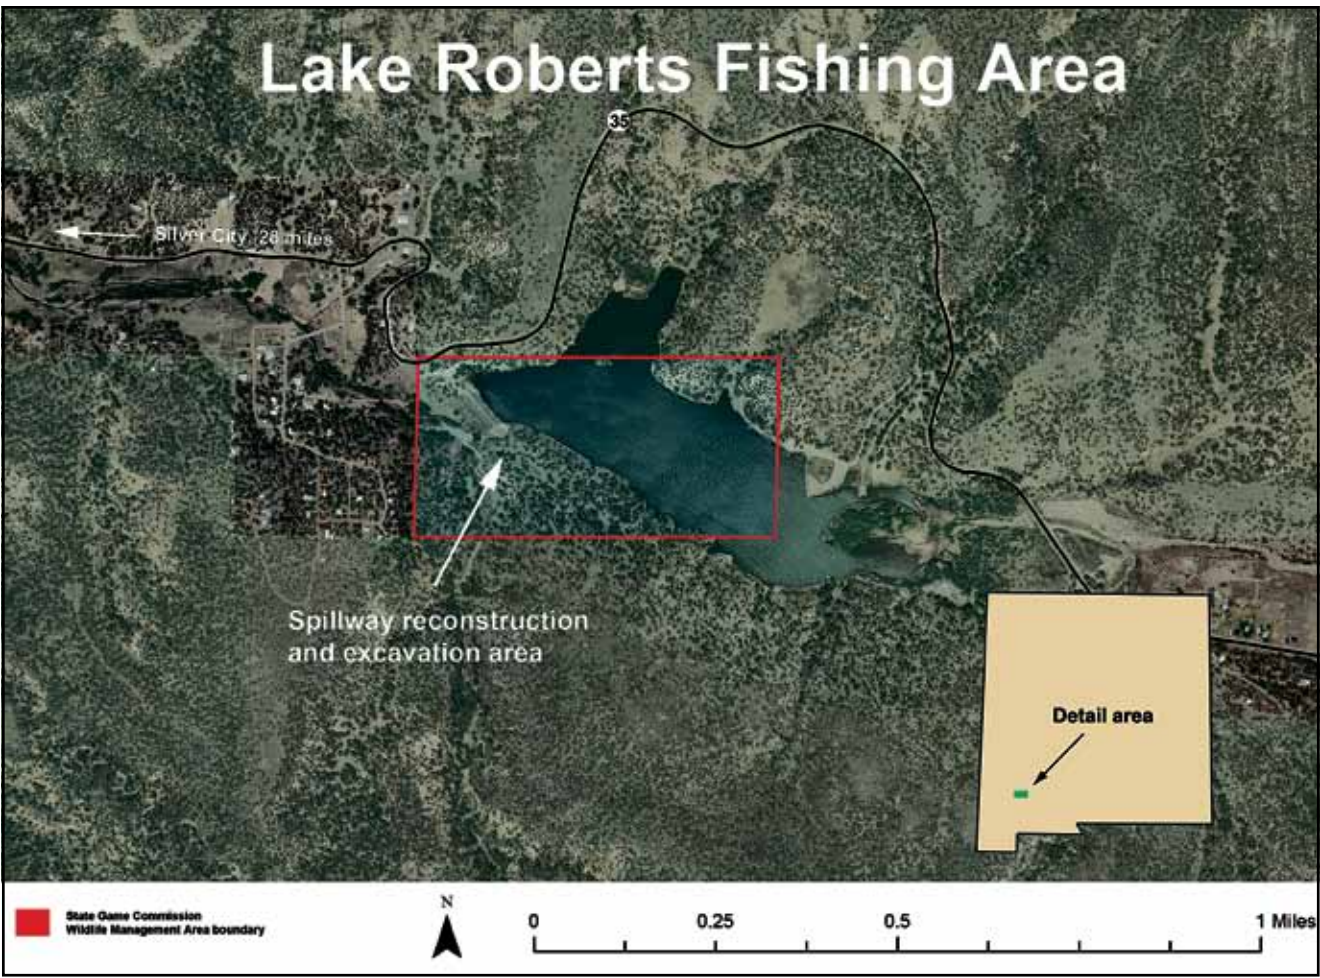 Lake Roberts Fishing Area
35
Silver City 28 miles
Spillway reconstruction
and excavation area
Detail area
State Game Commission
Wildlife Management Area boundary
N
0 0.25 0.5 1 Miles